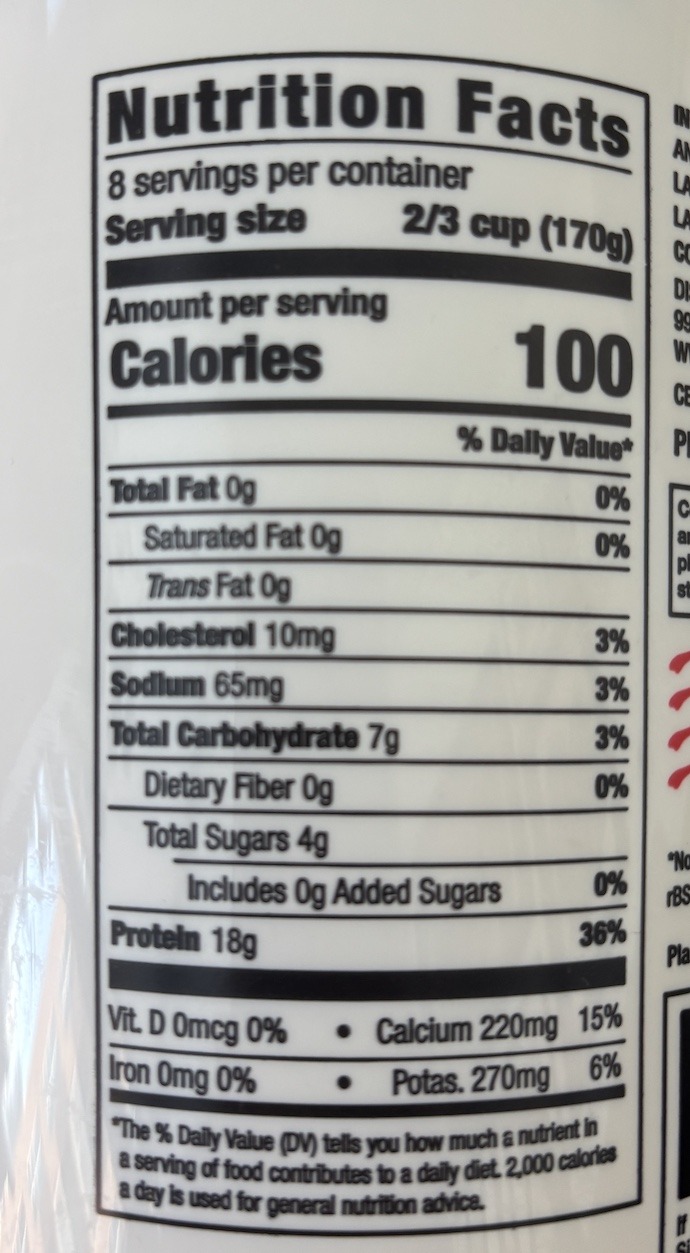 Nutrition Facts
8 servings per container
Serving size 2/3 cup (170g)
Amount per serving
Calories 100
% Daily Value*
Total Fat 0g 0%
Saturated Fat 0g 0%
Trans Fat 0g
Cholesterol 10mg 3%
Sodium 65mg 3%
Total Carbohydrate 7g 3%
Dietary Fiber 0g 0%
Total Sugars 4g
Includes 0g Added Sugars 0%
Protein 18g 36%
Vit. D 0mcg 0% • Calcium 220mg 15%
Iron 0mg 0% • Potas. 270mg 6%
*The % Daily Value (DV) tells you how much a nutrient in
a serving of food contributes to a daily diet. 2,000 calories
a day is used for general nutrition advice.